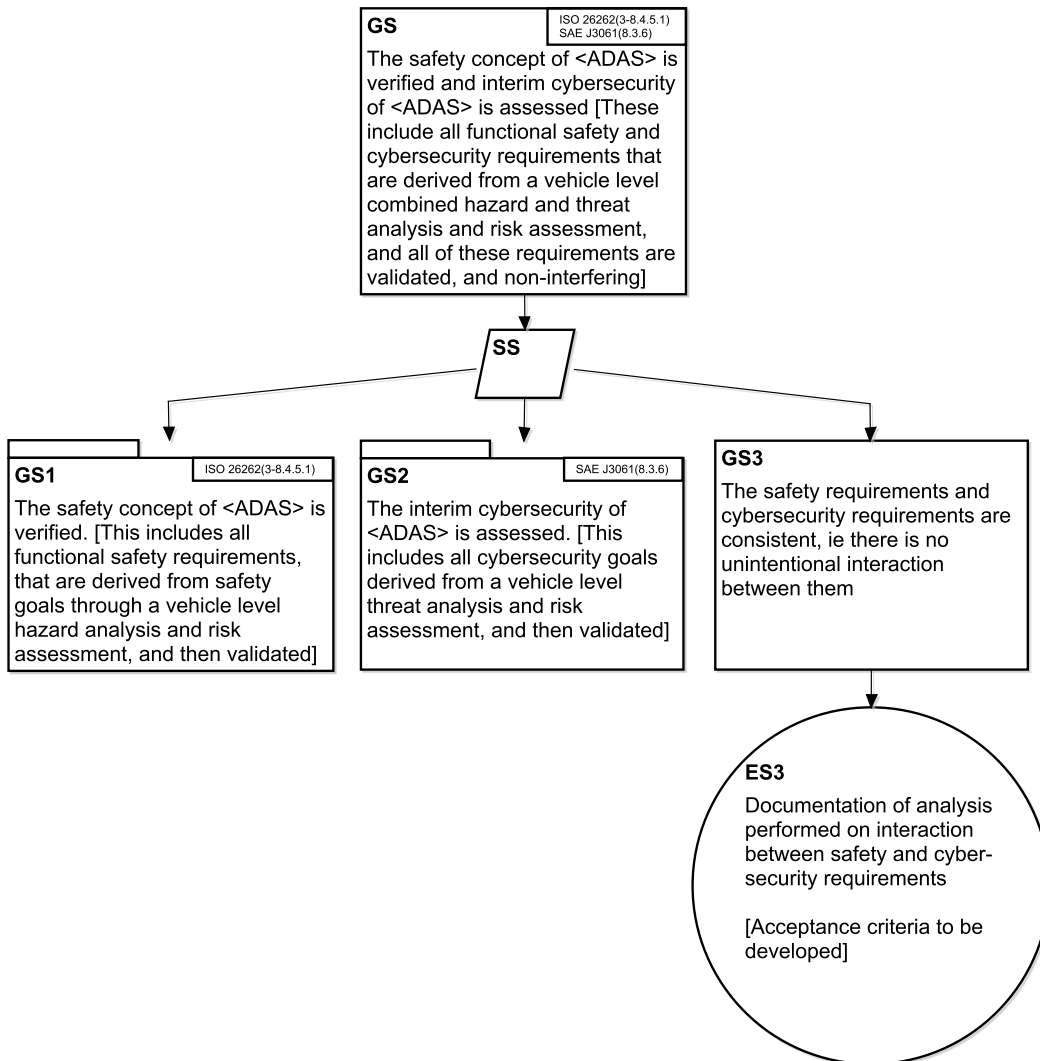 GS
ISO 26262(3-8.4.5.1)
SAE J3061(8.3.6)
The safety concept of <ADAS> is
verified and interim cybersecurity
of <ADAS> is assessed [These
include all functional safety and
cybersecurity requirements that
are derived from a vehicle level
combined hazard and threat
analysis and risk assessment,
and all of these requirements are
validated, and non-interfering]
SS
GS1
ISO 26262(3-8.4.5.1)
The safety concept of <ADAS> is
verified. [This includes all
functional safety requirements,
that are derived from safety
goals through a vehicle level
hazard analysis and risk
assessment, and then validated]
GS2
SAE J3061(8.3.6)
The interim cybersecurity of
<ADAS> is assessed. [This
includes all cybersecurity goals
derived from a vehicle level
threat analysis and risk
assessment, and then validated]
GS3
The safety requirements and
cybersecurity requirements are
consistent, ie there is no
unintentional interaction
between them
ES3
Documentation of analysis
performed on interaction
between safety and cyber-
security requirements
[Acceptance criteria to be
developed]